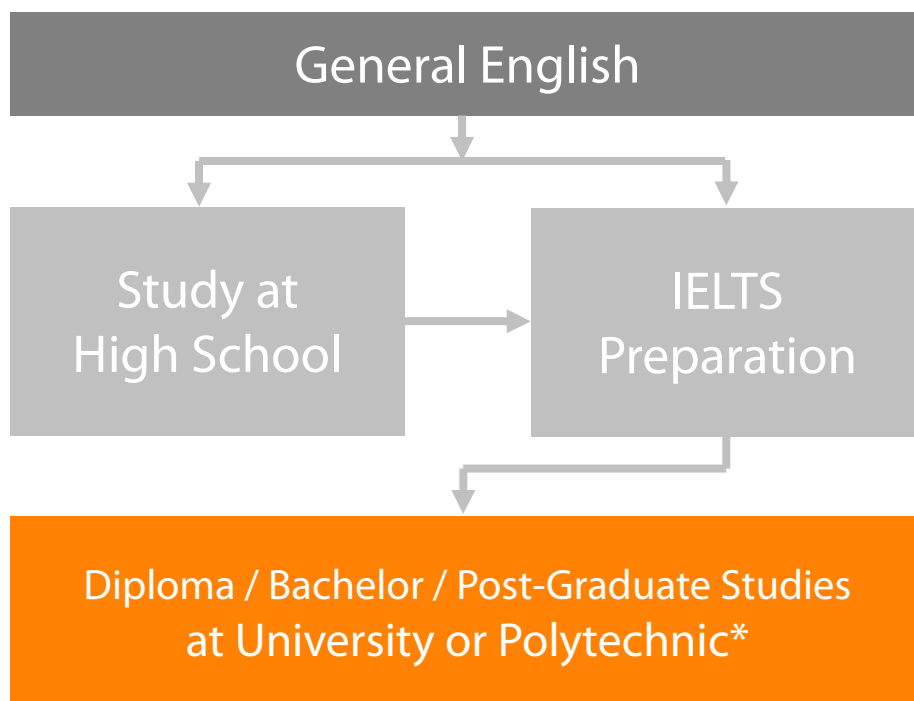 General English
Study at
High School
IELTS
Preparation
Diploma / Bachelor / Post-Graduate Studies
at University or Polytechnic*